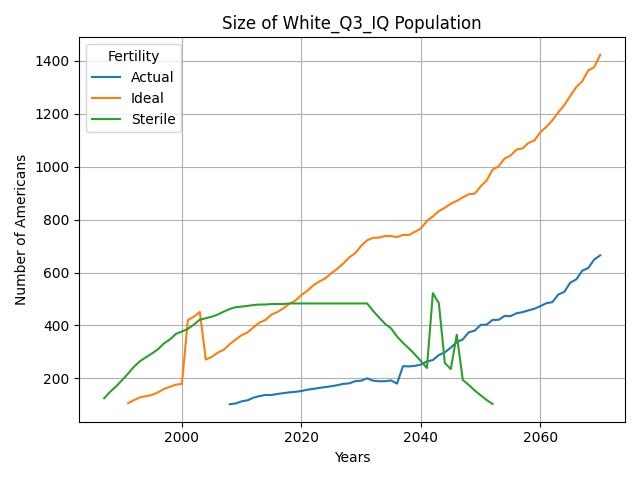 Size of White_Q3_IQ Population
Fertility
Actual
Ideal
Sterile
Number of Americans
1400
1200
1000
800
600
400
200
2000
2020
2040
2060
Years